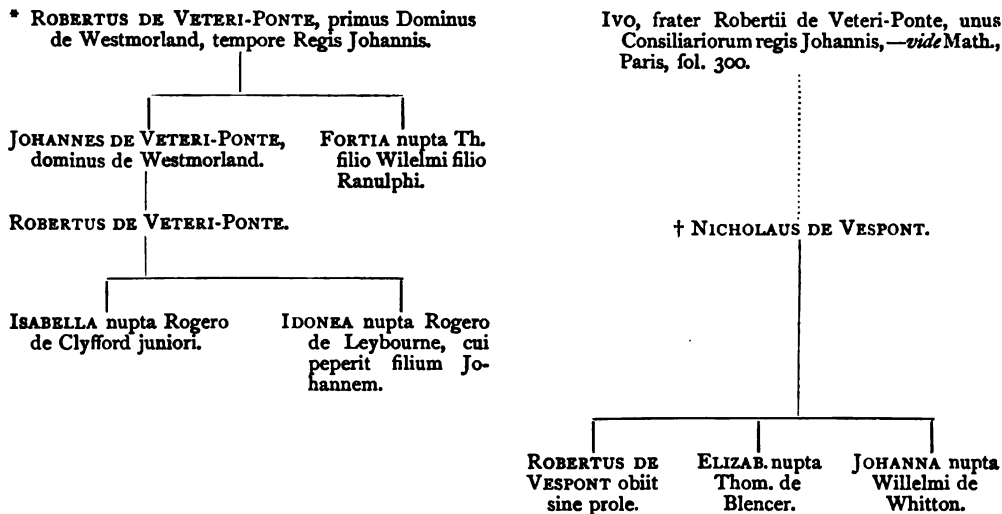 * ROBERTUS DE VETERI-PONTE, primus Dominus
de Westmorland, tempore Regis Johannis.
IVO, frater Robertii de Veteri-Ponte, unus
Consiliariorum regis Johannis,—vide Math.,
Paris, fol. 300.
JOHANNES DE VETERI-PONTE,
dominus de Westmorland.
FORTIA nupta Th.
filio Wilelmi filio
Ranulphi.
ROBERTUS DE VETERI-PONTE.
† NICHOLAUS DE VESPONT.
ISABELLA nupta Rogero
de Clyfford juniori.
IDONEA nupta Rogero
de Leybourne, cui
peperit filium Jo-
hannem.
ROBERTUS DE
VESPONT obiit
sine prole.
ELIZAB. nupta
Thom. de
Blencer.
JOHANNA nupta
Willelmi de
Whitton.